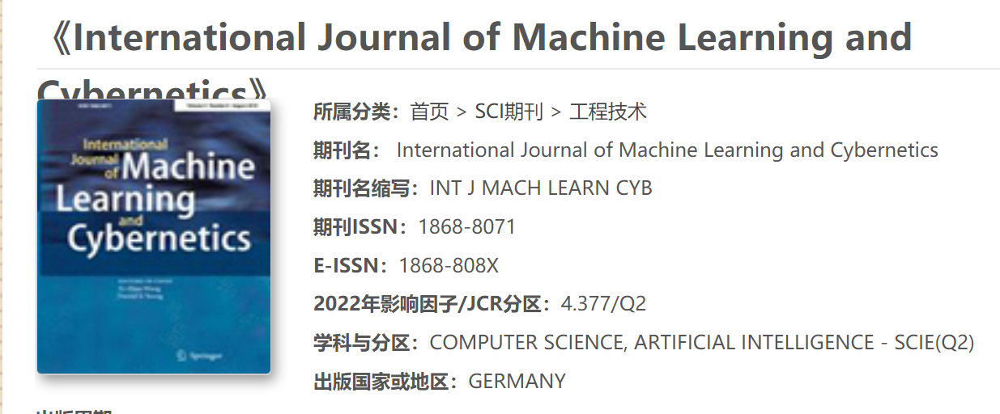 《International Journal of Machine Learning and
Cybernetics》
International
Journal of Machine
Learning
and
Cybernetics
Springer
所属分类：首页 > SCI期刊 > 工程技术
期刊名： International Journal of Machine Learning and Cybernetics
期刊名缩写：INT J MACH LEARN CYB
期刊ISSN：1868-8071
E-ISSN：1868-808X
2022年影响因子/JCR分区：4.377/Q2
学科与分区：COMPUTER SCIENCE, ARTIFICIAL INTELLIGENCE - SCIE(Q2)
出版国家或地区：GERMANY